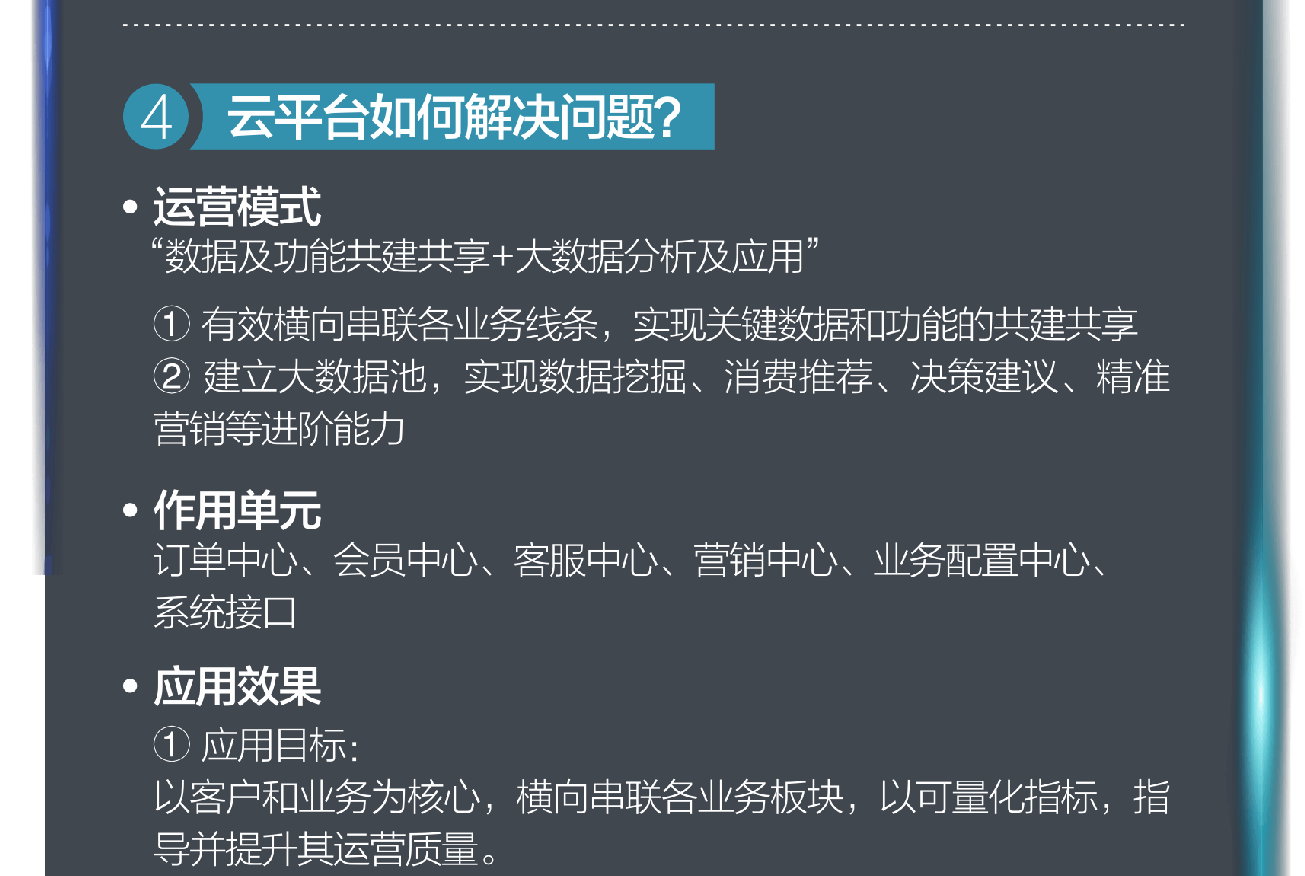 ④ 云平台如何解决问题？
• 运营模式
“数据及功能共建共享+大数据分析及应用”
① 有效横向串联各业务线条，实现关键数据和功能的共建共享
② 建立大数据池，实现数据挖掘、消费推荐、决策建议、精准
营销等进阶能力
• 作用单元
订单中心、会员中心、客服中心、营销中心、业务配置中心、
系统接口
• 应用效果
① 应用目标：
以客户和业务为核心，横向串联各业务板块，以可量化指标，指
导并提升其运营质量。